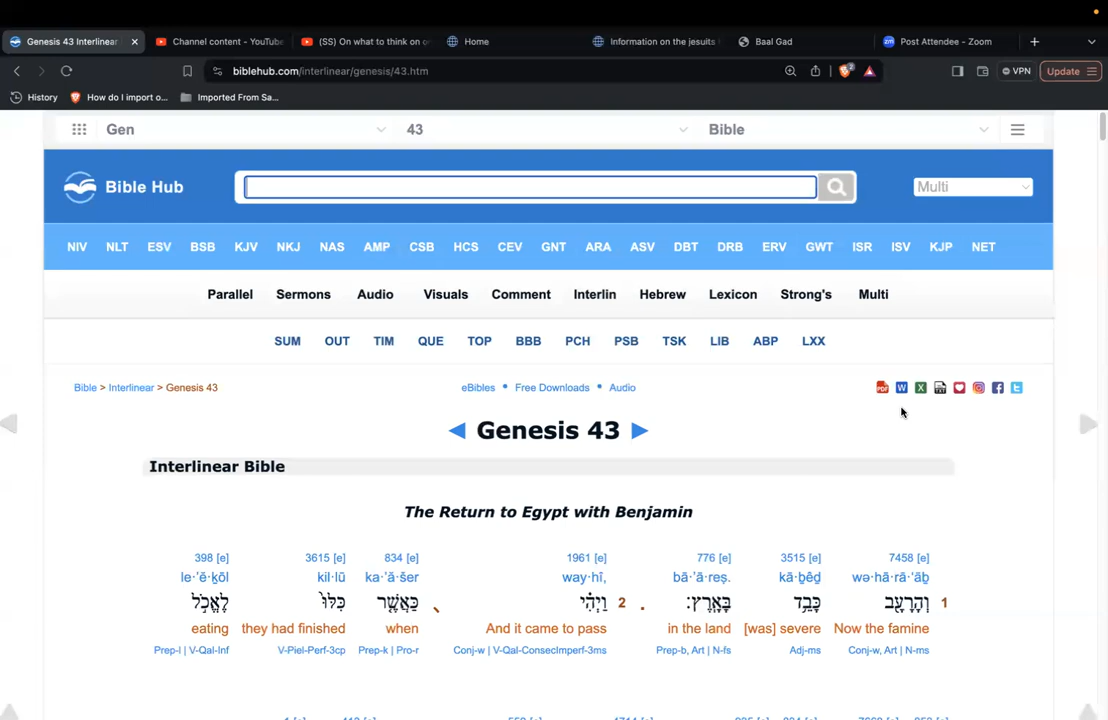 Genesis 43 Interlinear Channel content - YouTube (SS) On what to think on Home Information on the jesuits Baal Gad Post Attendee - Zoom
biblehub.com/interlinear/genesis/43.htm 2 VPN Update
History How do I import o... Imported From Sa...
Gen 43 Bible
Bible Hub Multi
NIV NLT ESV BSB KJV NKJ NAS AMP CSB HCS CEV GNT ARA ASV DBT DRB ERV GWT ISR ISV KJP NET
Parallel Sermons Audio Visuals Comment Interlin Hebrew Lexicon Strong's Multi
SUM OUT TIM QUE TOP BBB PCH PSB TSK LIB ABP LXX
Bible > Interlinear > Genesis 43 eBibles • Free Downloads • Audio
◄ Genesis 43 ►
Interlinear Bible
The Return to Egypt with Benjamin
398 [e] 3615 [e] 834 [e] 1961 [e] 776 [e] 3515 [e] 7458 [e]
le·’ĕ·ḵōl kil·lū ka·’ă·šer way·hî, bā·’ā·reṣ. kā·ḇêḏ wə·hā·rā·‘āḇ
1 וְהָרָעָ֖ב כָּבֵ֥ד בָּאָֽרֶץ׃ . 2 וַיְהִ֗י כַּאֲשֶׁ֤ר כִּלּוּ֙ לֶאֱכֹ֣ל
eating they had finished when 、 And it came to pass in the land [was] severe Now the famine
Prep-l | V-Qal-Inf V-Piel-Perf-3cp Prep-k | Pro-r Conj-w | V-Qal-ConsecImperf-3ms Prep-b, Art | N-fs Adj-ms Conj-w, Art | N-ms